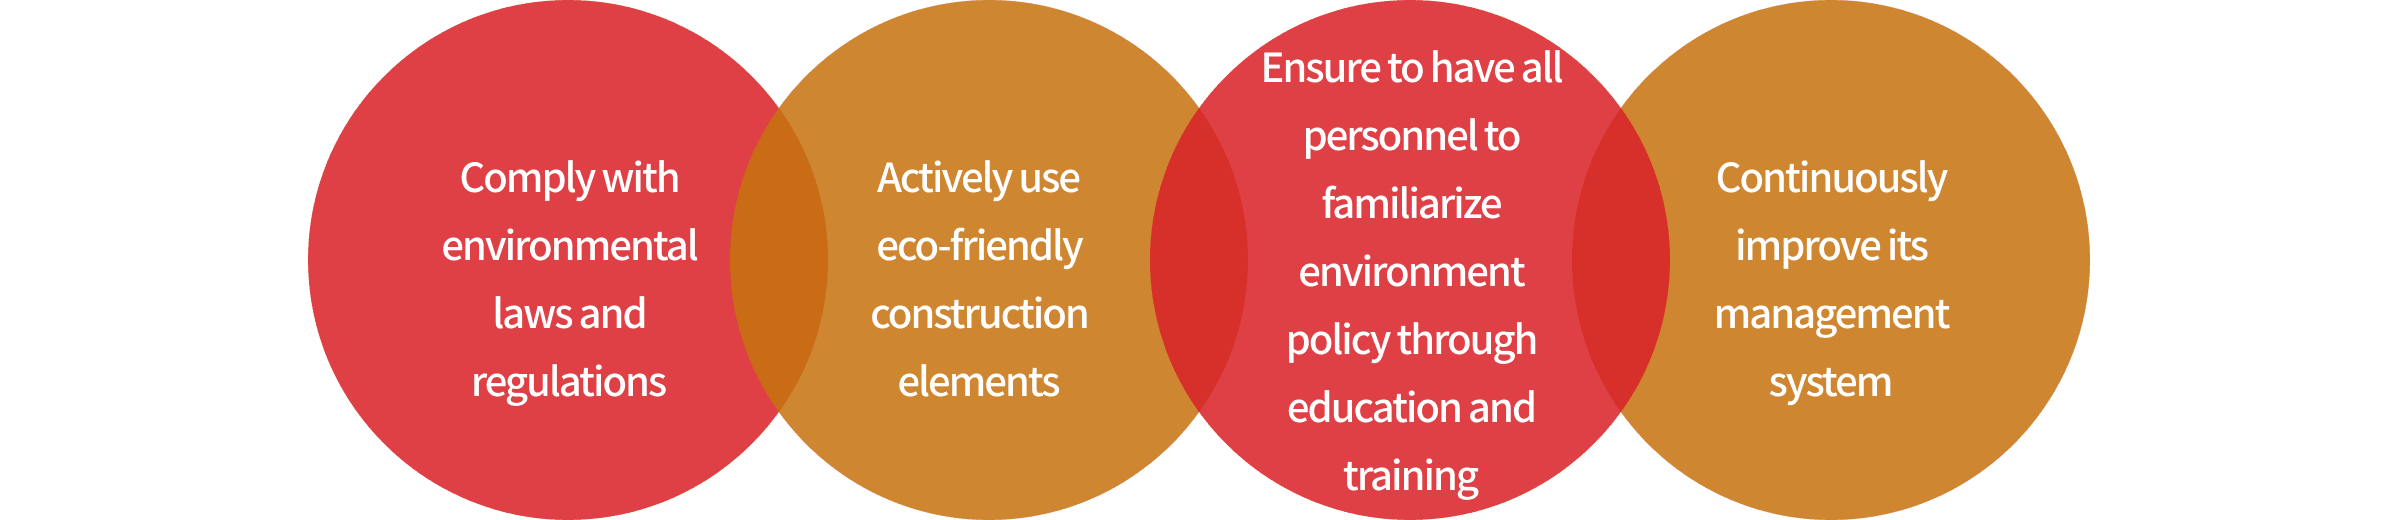 Comply with
environmental
laws and
regulations
Actively use
eco-friendly
construction
elements
Ensure to have all
personnel to
familiarize
environment
policy through
education and
training
Continuously
improve its
management
system